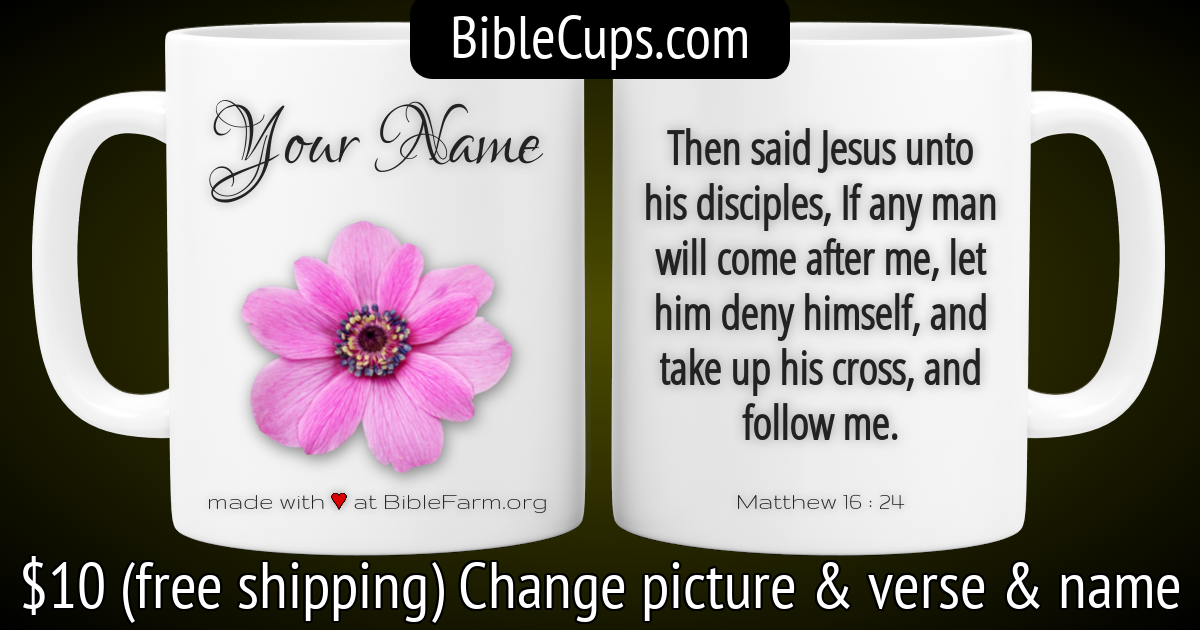 BibleCups.com
Your Name
made with ♥ at BibleFarm.org
Then said Jesus unto
his disciples, If any man
will come after me, let
him deny himself, and
take up his cross, and
follow me.
Matthew 16 : 24
$10 (free shipping) Change picture & verse & name